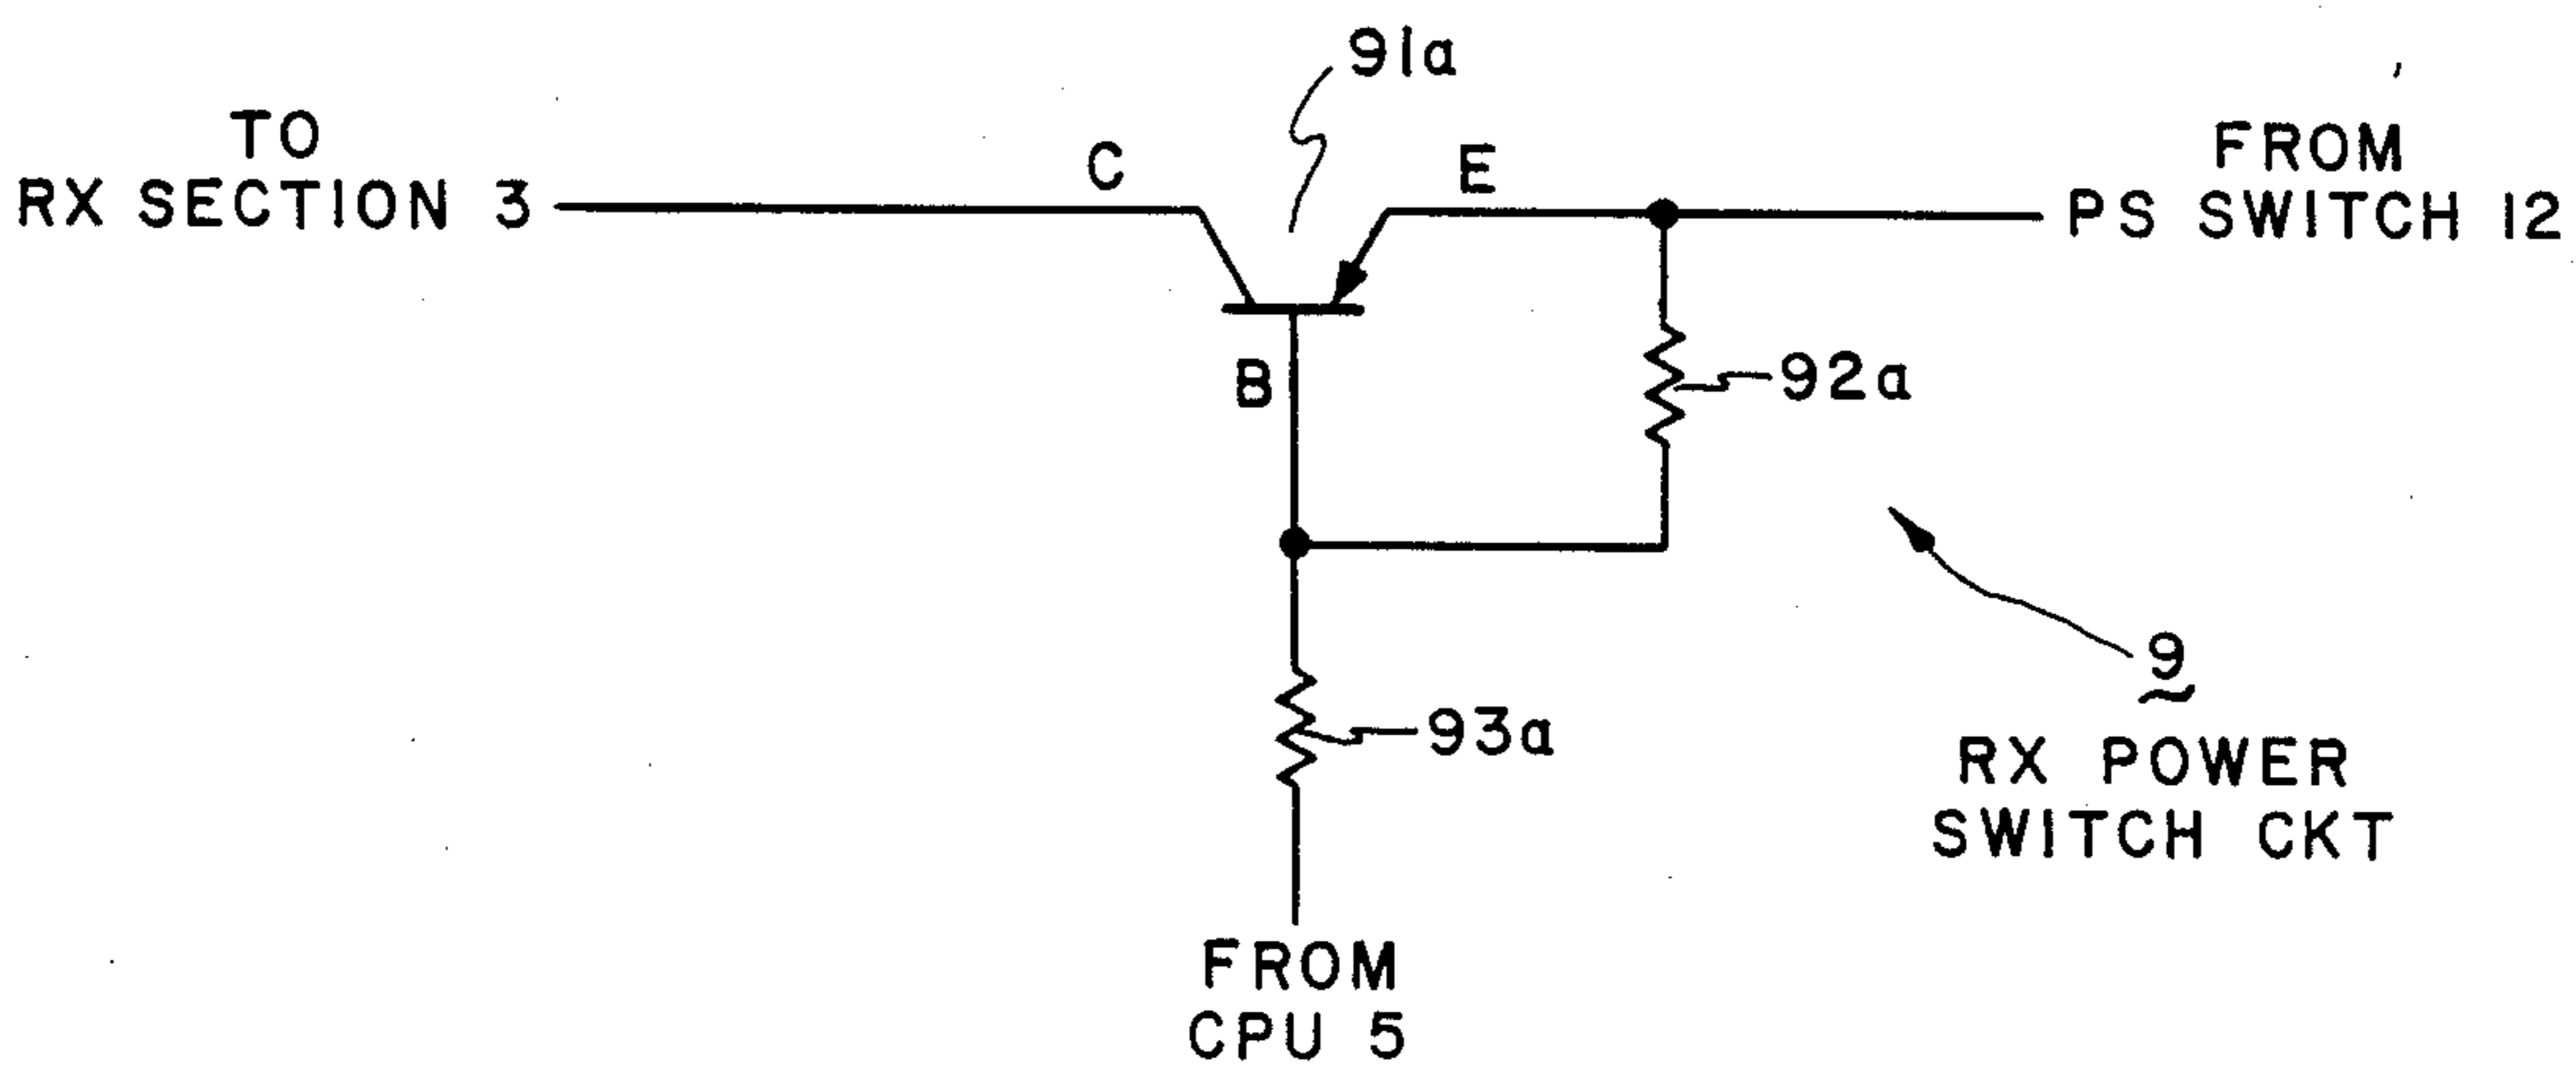 91a
TO
RX SECTION 3
C
E
FROM
PS SWITCH 12
B
92a
93a
9
RX POWER
SWITCH CKT
FROM
CPU 5